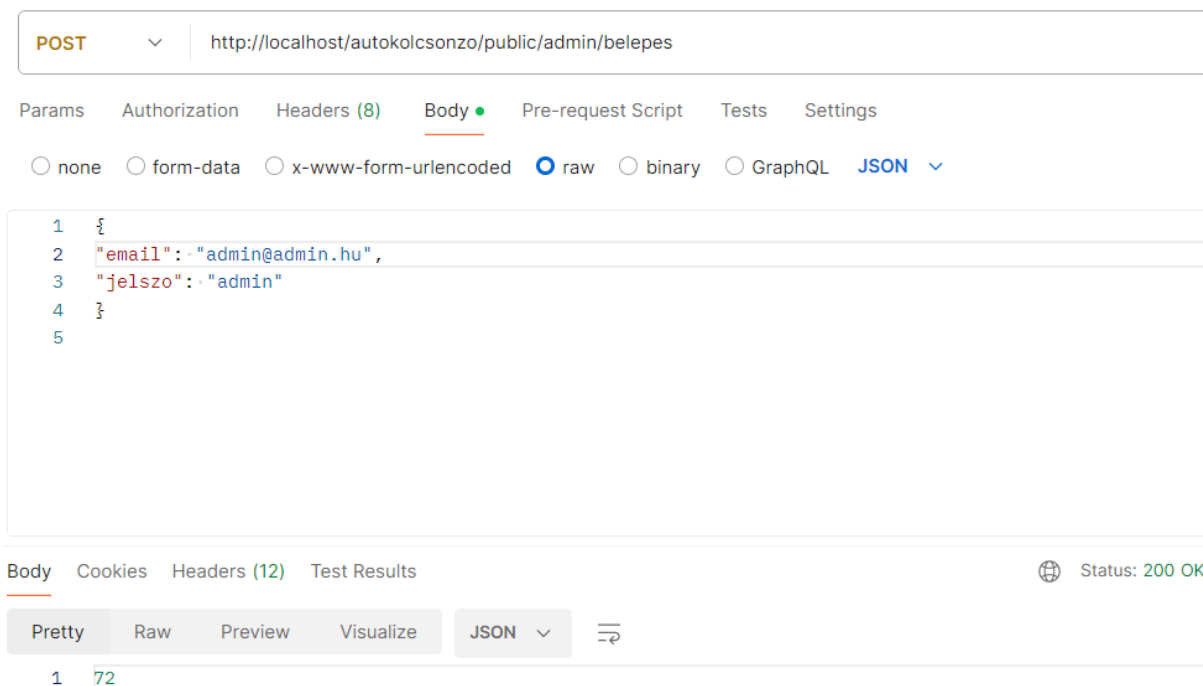 POST http://localhost/autokolcsonzo/public/admin/belepes
Params Authorization Headers (8) Body Pre-request Script Tests Settings
none form-data x-www-form-urlencoded raw binary GraphQL JSON
1 {
2 "email": "admin@admin.hu",
3 "jelszo": "admin"
4 }
5
Body Cookies Headers (12) Test Results Status: 200 OK
Pretty Raw Preview Visualize JSON
1 72